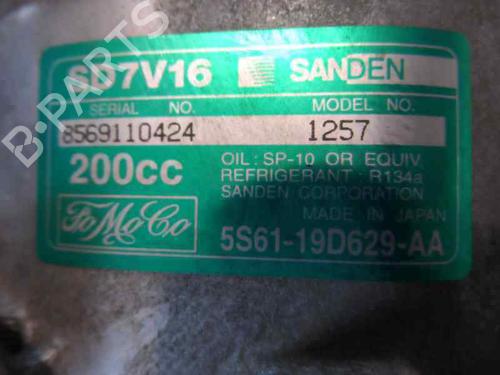 SD7V16 SANDEN
SERIAL NO. MODEL NO.
8569110424 1257
200cc OIL : SP-10 OR EQUIV.
REFRIGERANT : R134a
SANDEN CORPORATION
MADE IN JAPAN
FoMoCo 5S61-19D629-AA
B-PARTS